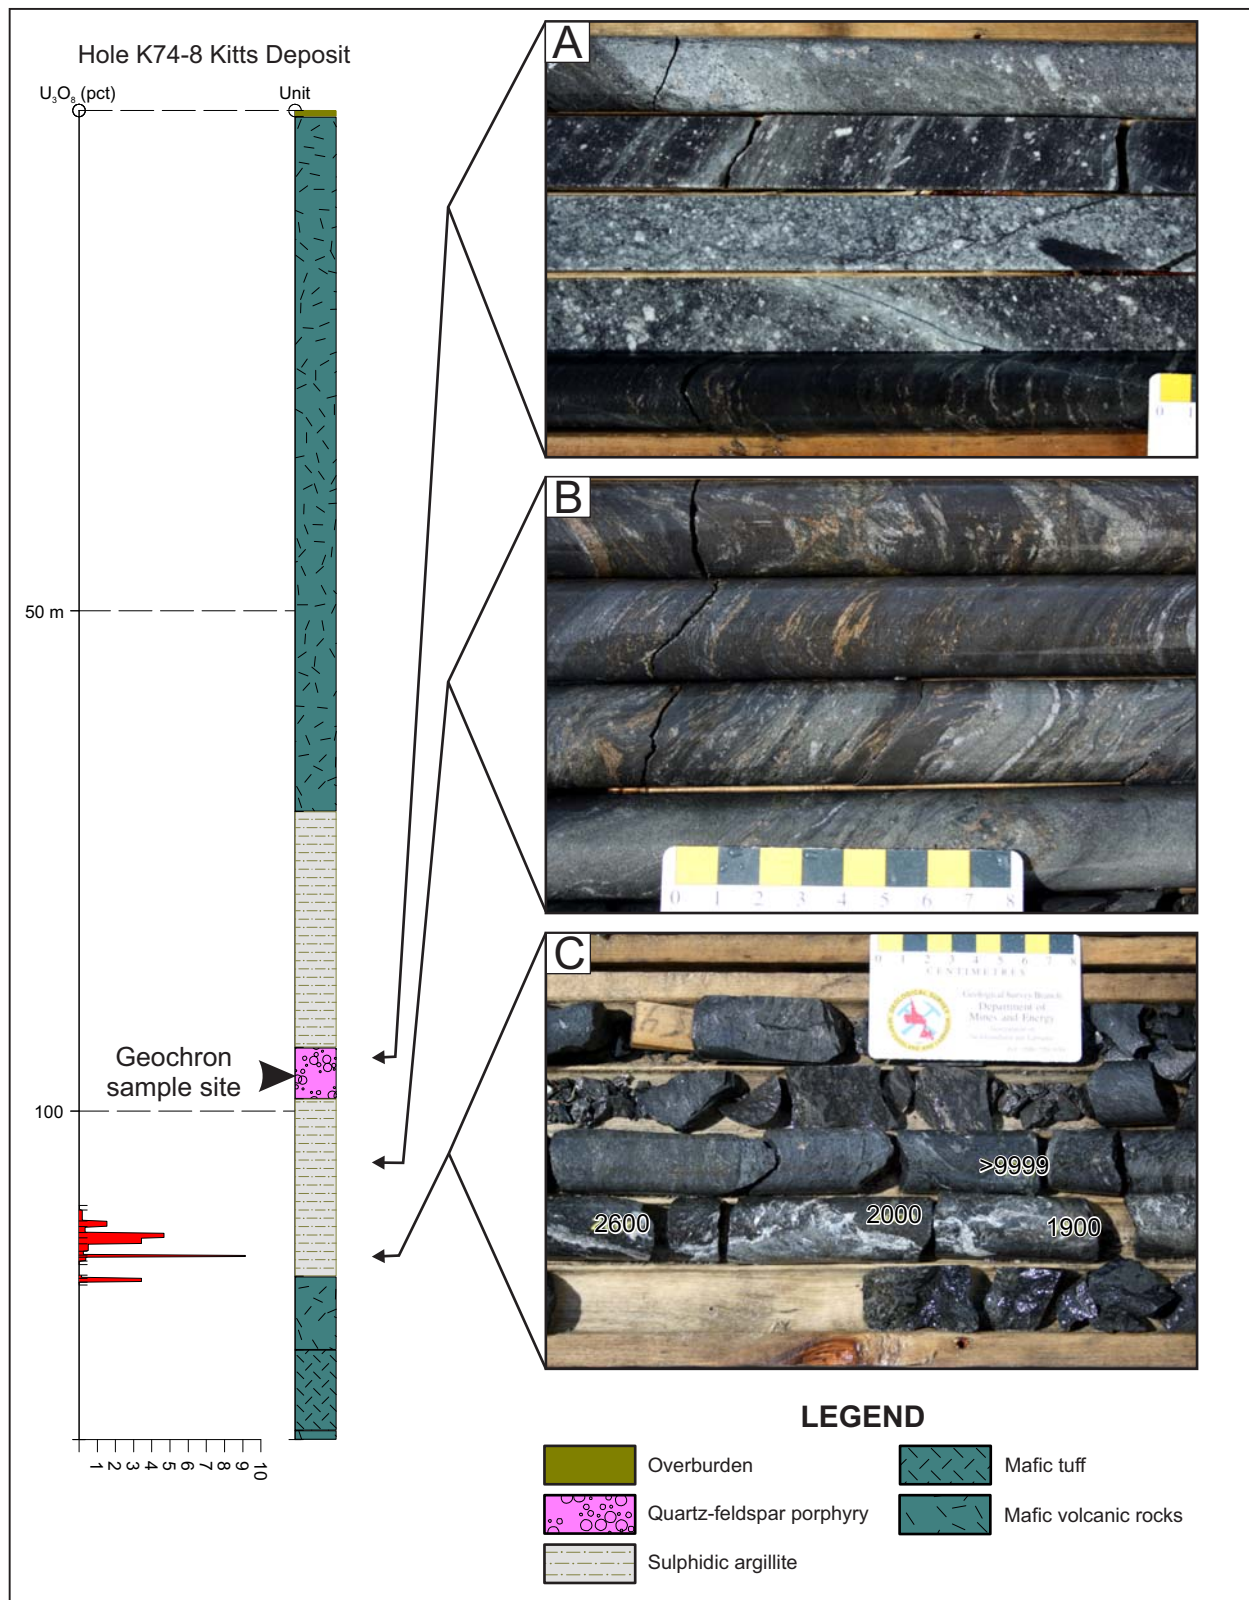 Hole K74-8 Kitts Deposit
U₃O₈ (pct)
Unit
50 m
Geochron
sample site
100
1 2 3 4 5 6 7 8 9 10
A
0 1
B
0 1 2 3 4 5 6 7 8
C
0 1 2 3 4 5 6 7 8
CENTIMETRES
Geological Survey Branch
Department of
Mines and Energy
>9999
2600
2000
1900
LEGEND
Overburden
Quartz-feldspar porphyry
Sulphidic argillite
Mafic tuff
Mafic volcanic rocks